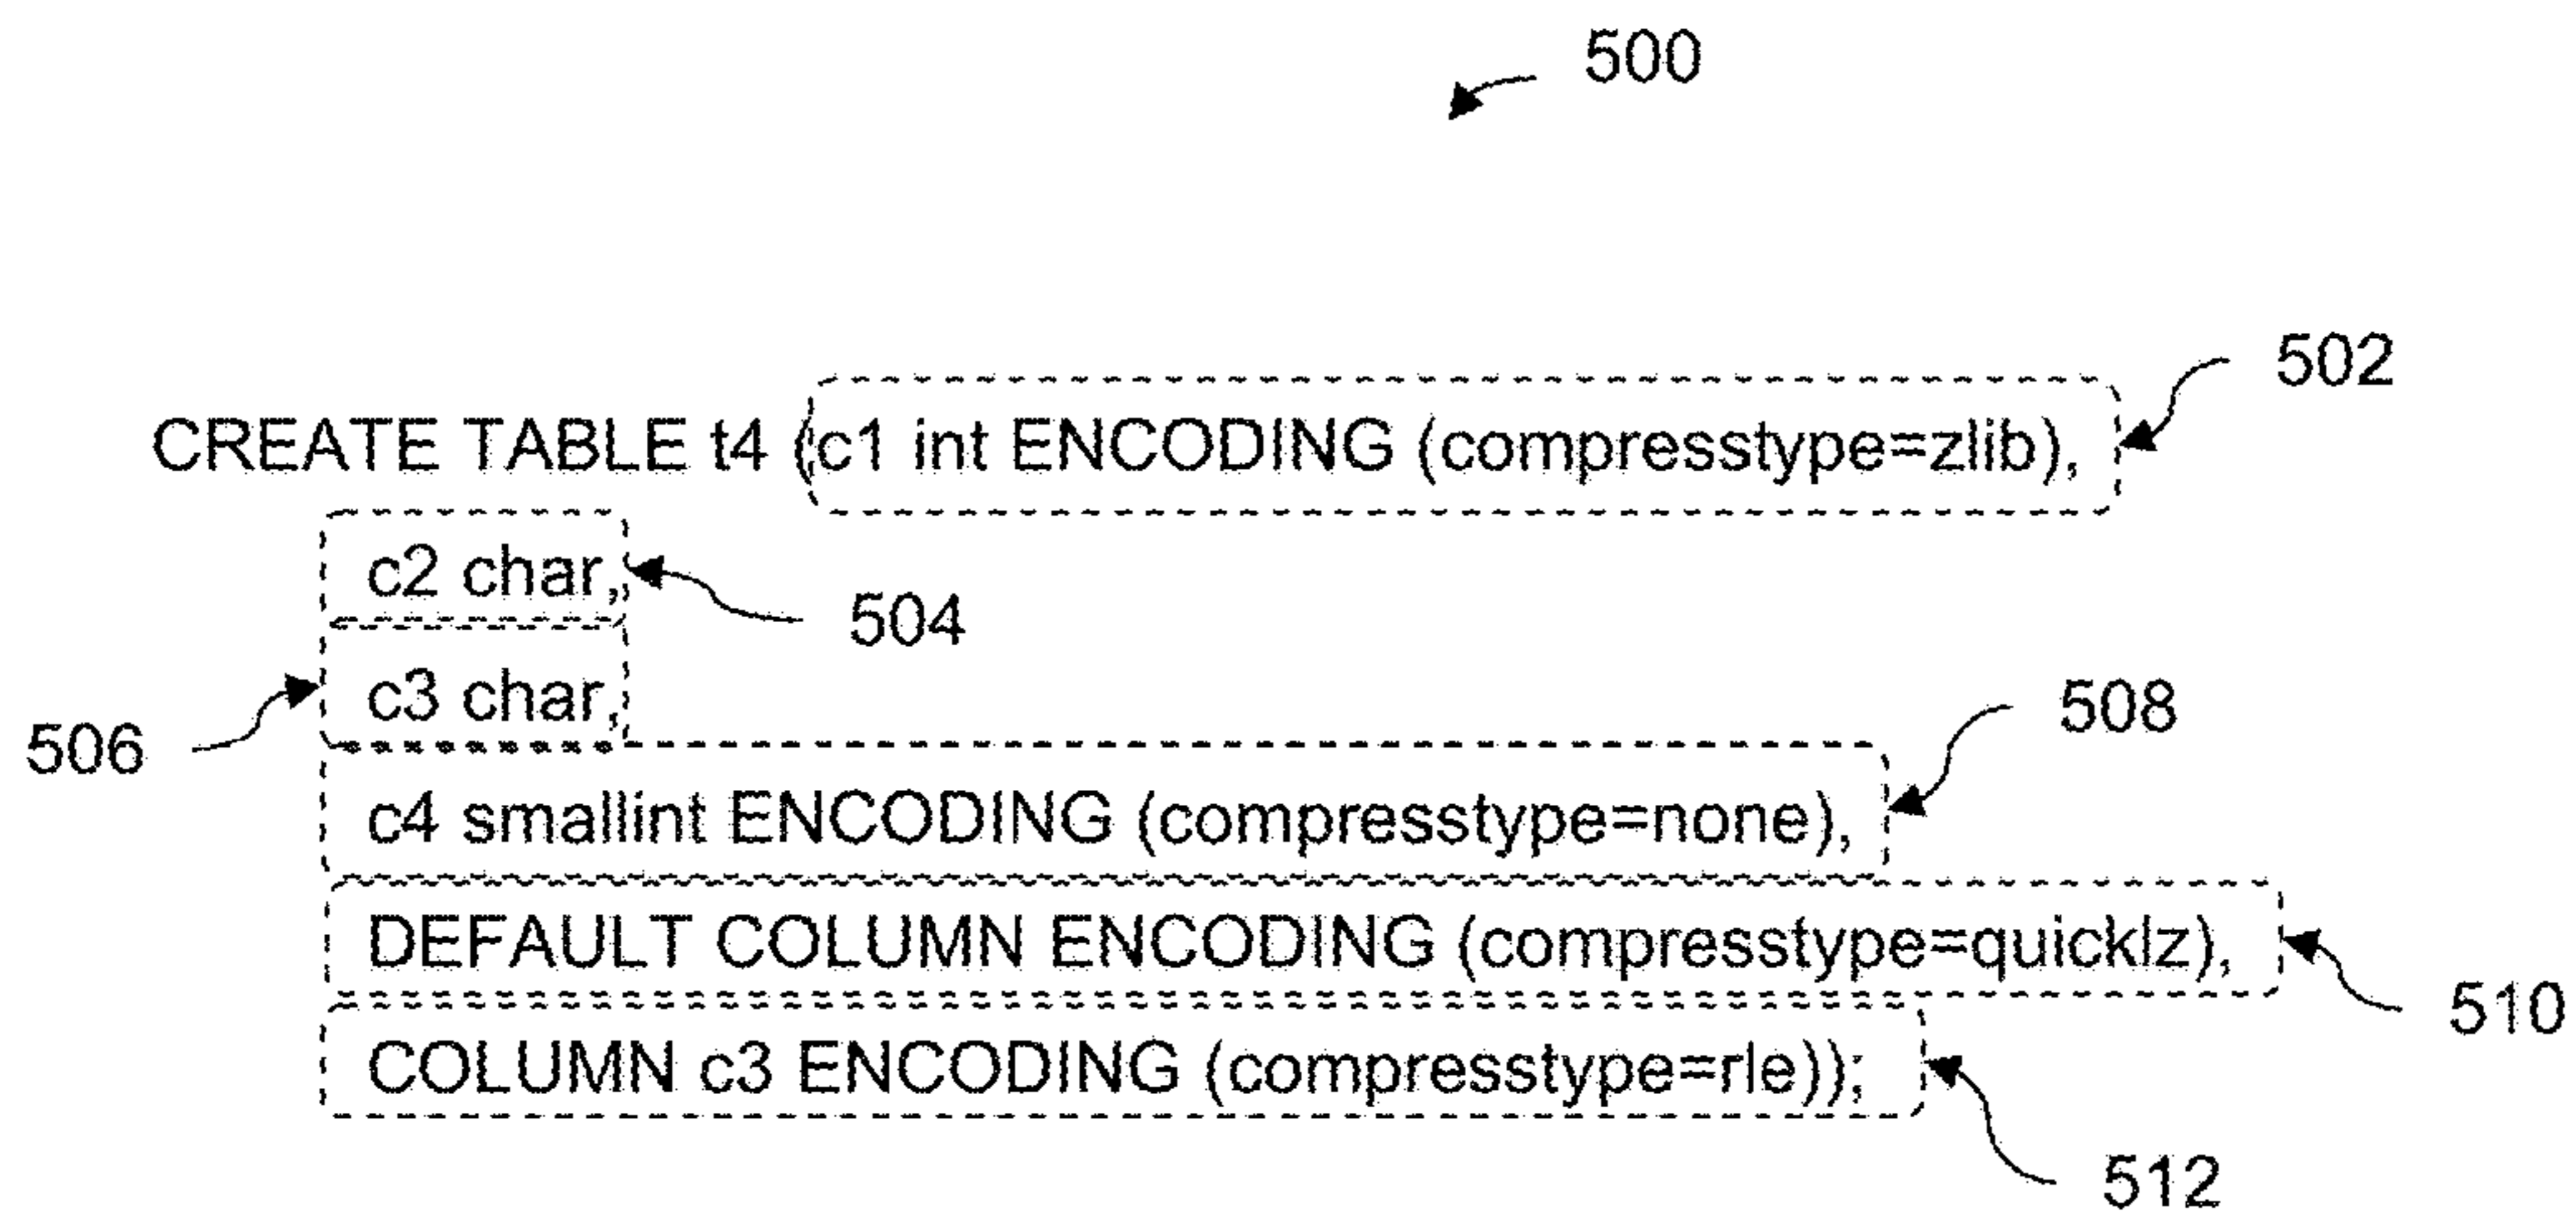 500
502
CREATE TABLE t4 (c1 int ENCODING (compresstype=zlib),
c2 char,
504
c3 char,
506
508
c4 smallint ENCODING (compresstype=none),
DEFAULT COLUMN ENCODING (compresstype=quicklz),
510
COLUMN c3 ENCODING (compresstype=rle));
512